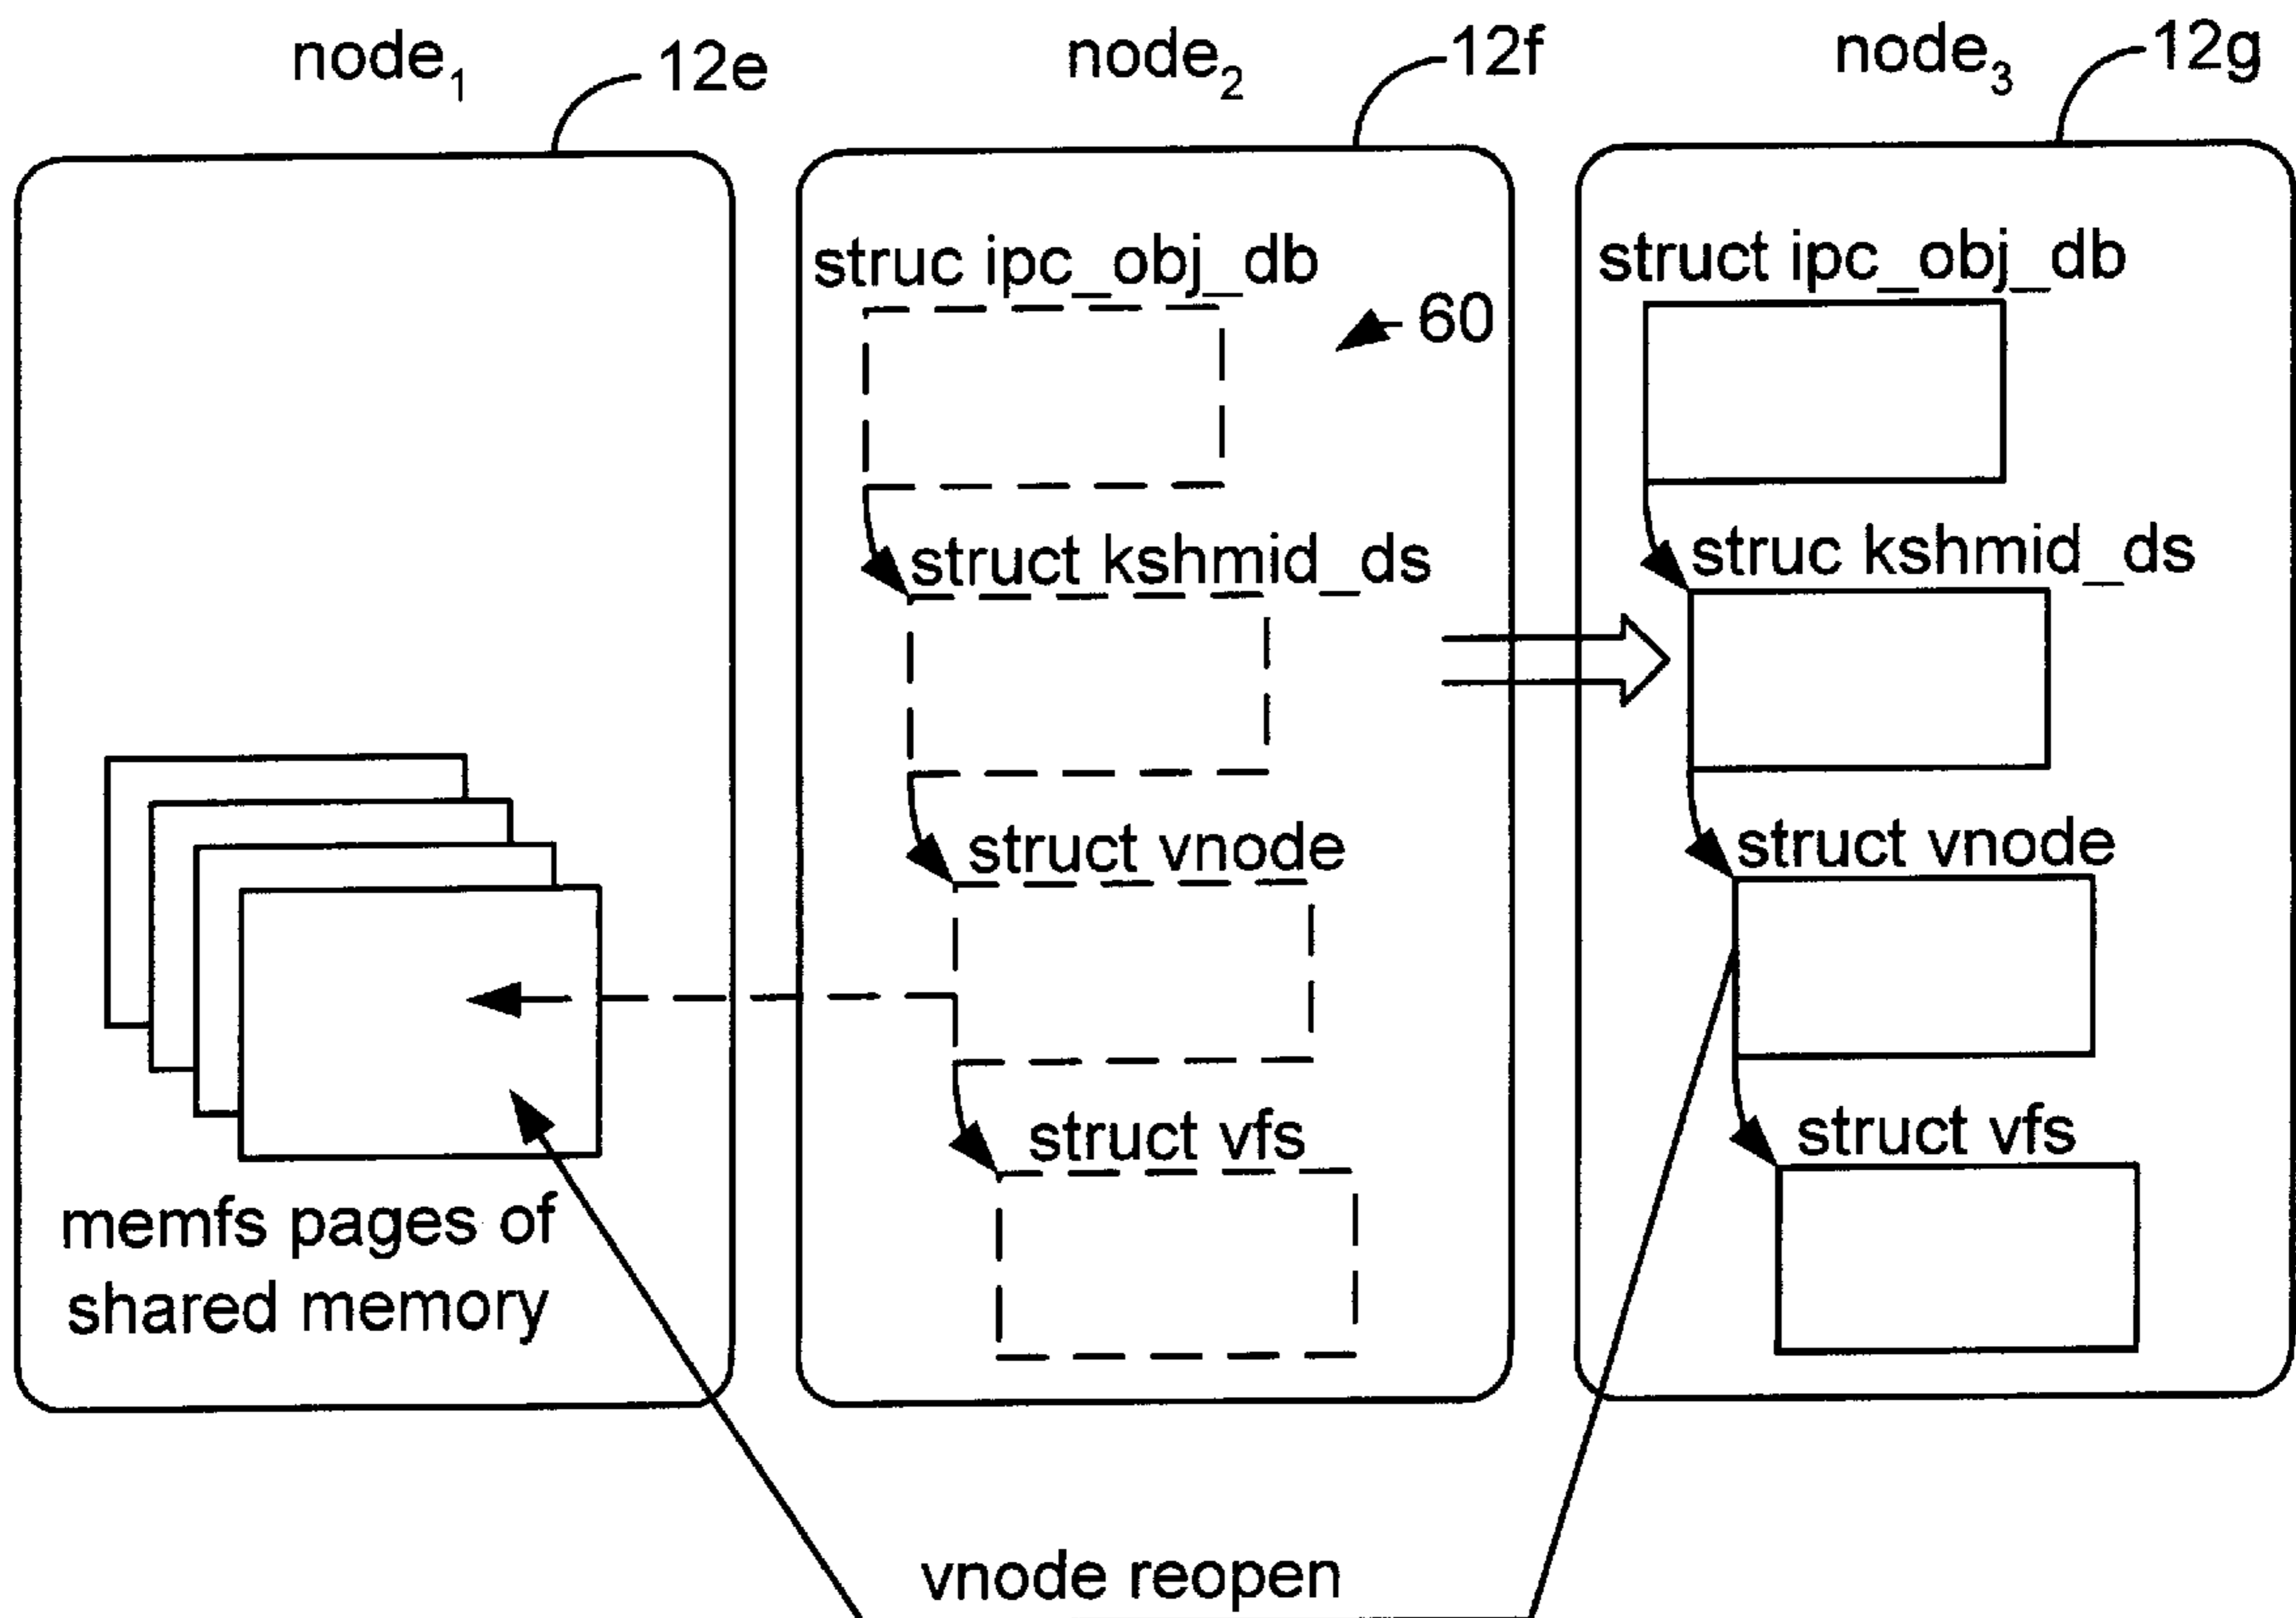 node1
12e
node2
12f
node3
12g
struc ipc_obj_db
60
struct kshmid_ds
struct vnode
struct vfs
struct ipc_obj_db
struc kshmid_ds
struct vnode
struct vfs
memfs pages of
shared memory
vnode reopen